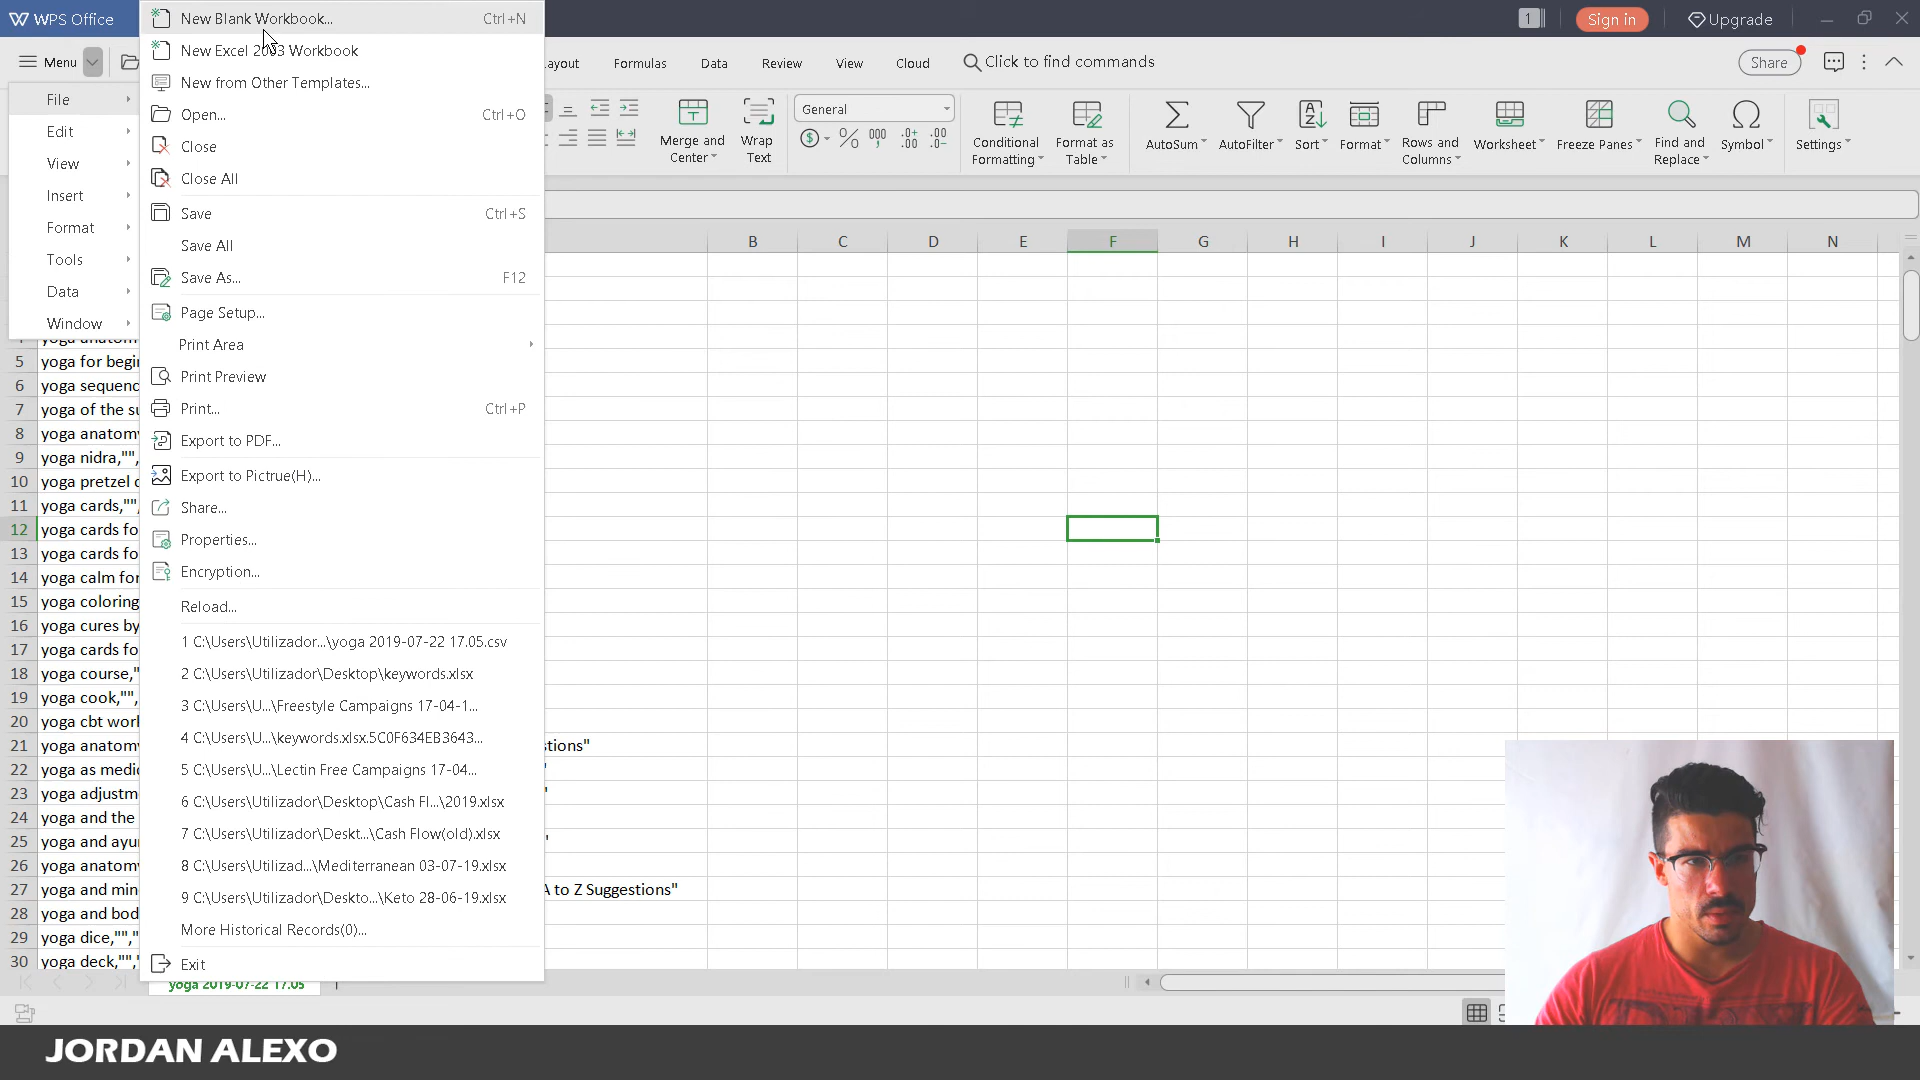 WPS Office
New Blank Workbook... Ctrl+N
1
Sign in
Upgrade
Menu
New Excel 2003 Workbook
ayout
Formulas
Data
Review
View
Cloud
Click to find commands
Share
New from Other Templates...
File
Open... Ctrl+O
General
Edit
Close
Merge and Center
Wrap Text
Conditional Formatting
Format as Table
AutoSum
AutoFilter
Sort
Format
Rows and Columns
Worksheet
Freeze Panes
Find and Replace
Symbol
Settings
View
Close All
Insert
Save Ctrl+S
Format
Save All
Tools
Save As... F12
Data
Page Setup...
Window
Print Area
Print Preview
Print... Ctrl+P
Export to PDF...
Export to Pictrue(H)...
Share...
Properties...
Encryption...
Reload...
1 C:\Users\Utilizador...\yoga 2019-07-22 17.05.csv
2 C:\Users\Utilizador\Desktop\keywords.xlsx
3 C:\Users\U...\Freestyle Campaigns 17-04-1...
4 C:\Users\U...\keywords.xlsx.5C0F634EB3643...
5 C:\Users\U...\Lectin Free Campaigns 17-04...
6 C:\Users\Utilizador\Desktop\Cash Fl...\2019.xlsx
7 C:\Users\Utilizador\Deskt...\Cash Flow(old).xlsx
8 C:\Users\Utilizad...\Mediterranean 03-07-19.xlsx
9 C:\Users\Utilizador\Deskto...\Keto 28-06-19.xlsx
More Historical Records(0)...
Exit
B C D E F G H I J K L M N
5 yoga for begi
6 yoga sequenc
7 yoga of the su
8 yoga anatomy
9 yoga nidra,"",
10 yoga pretzel
11 yoga cards,"",
12 yoga cards fo
13 yoga cards fo
14 yoga calm for
15 yoga coloring
16 yoga cures by
17 yoga cards fo
18 yoga course,"
19 yoga cook,"",
20 yoga cbt work
21 yoga anatomy stions"
22 yoga as medi "
23 yoga adjustm "
24 yoga and the
25 yoga and ayu "
26 yoga anatomy
27 yoga and min A to Z Suggestions"
28 yoga and bod
29 yoga dice,"","
30 yoga deck,"","
yoga 2019-07-22 17.05
JORDAN ALEXO